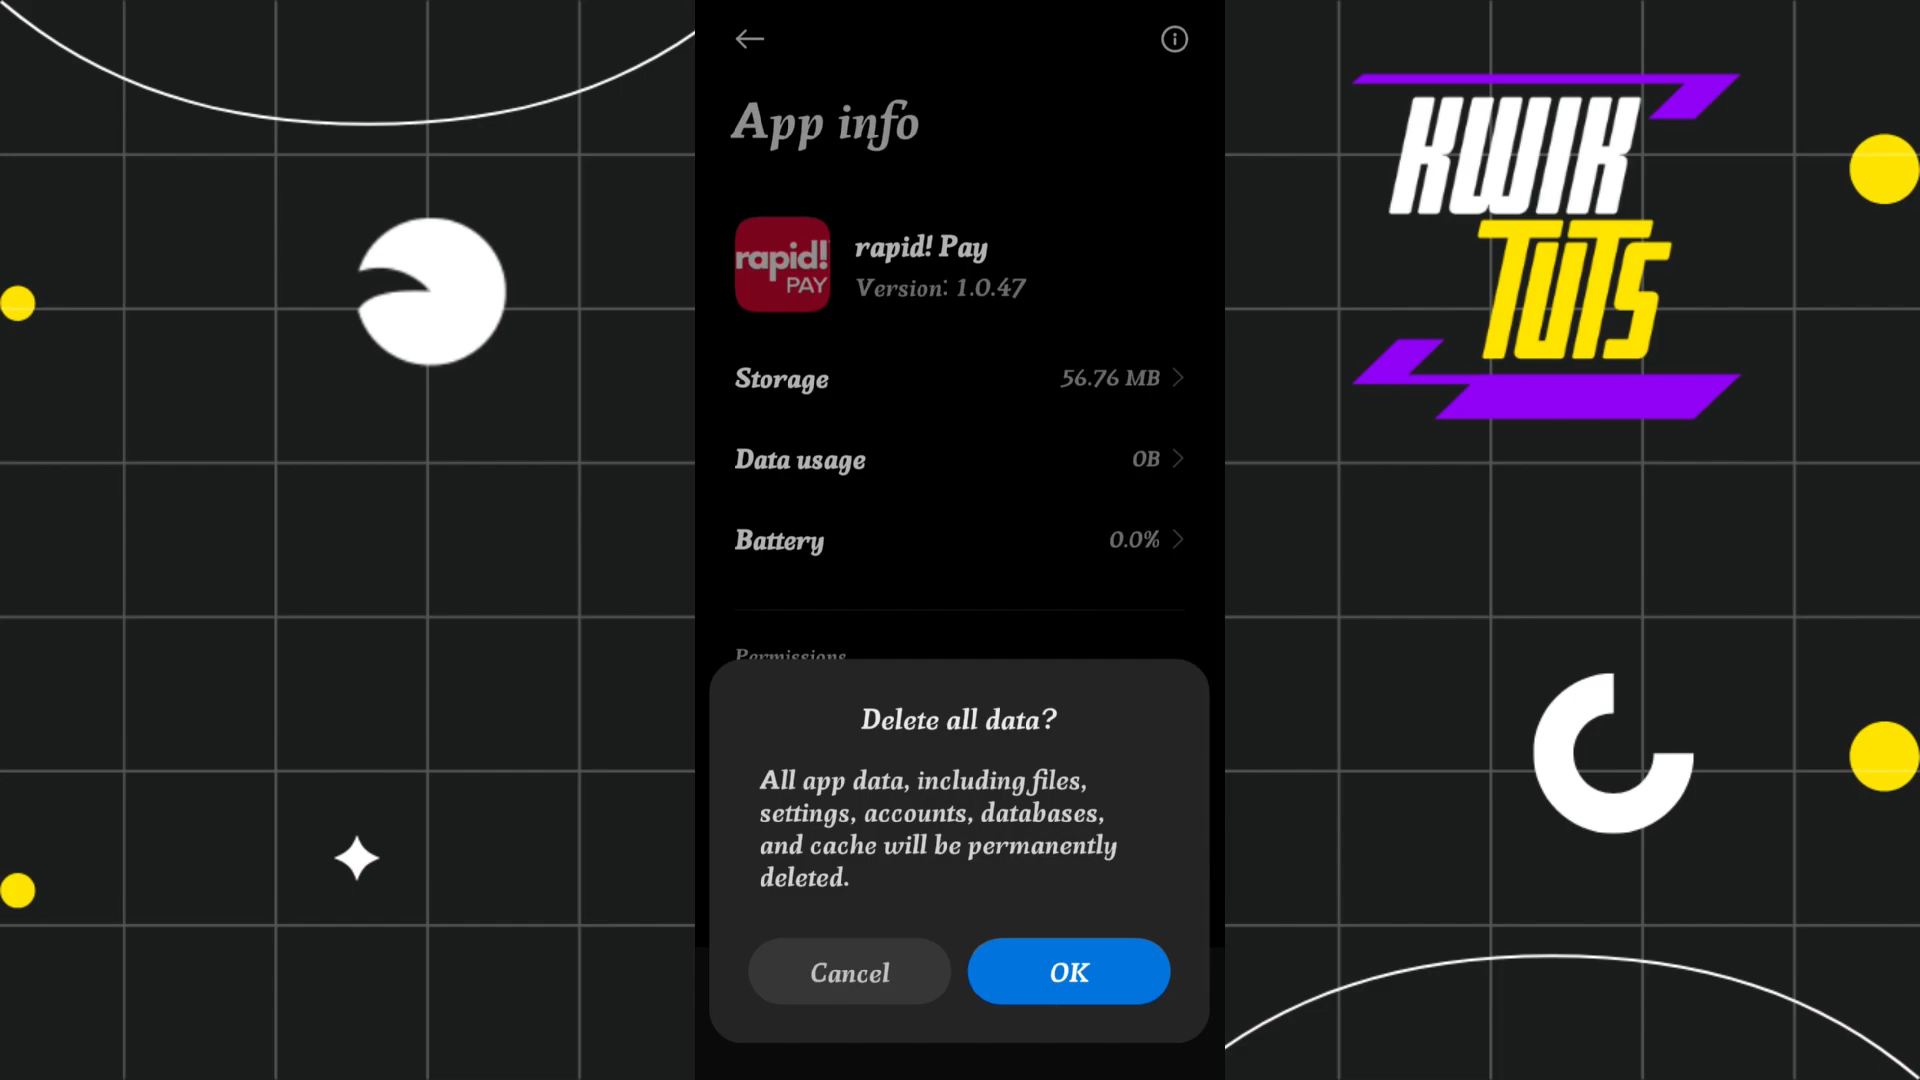 App info
rapid!
PAY
rapid! Pay
Version: 1.0.47
Storage 56.76 MB
Data usage 0B
Battery 0.0%
Permissions
Delete all data?
All app data, including files,
settings, accounts, databases,
and cache will be permanently
deleted.
Cancel OK
KWIK
TUTS